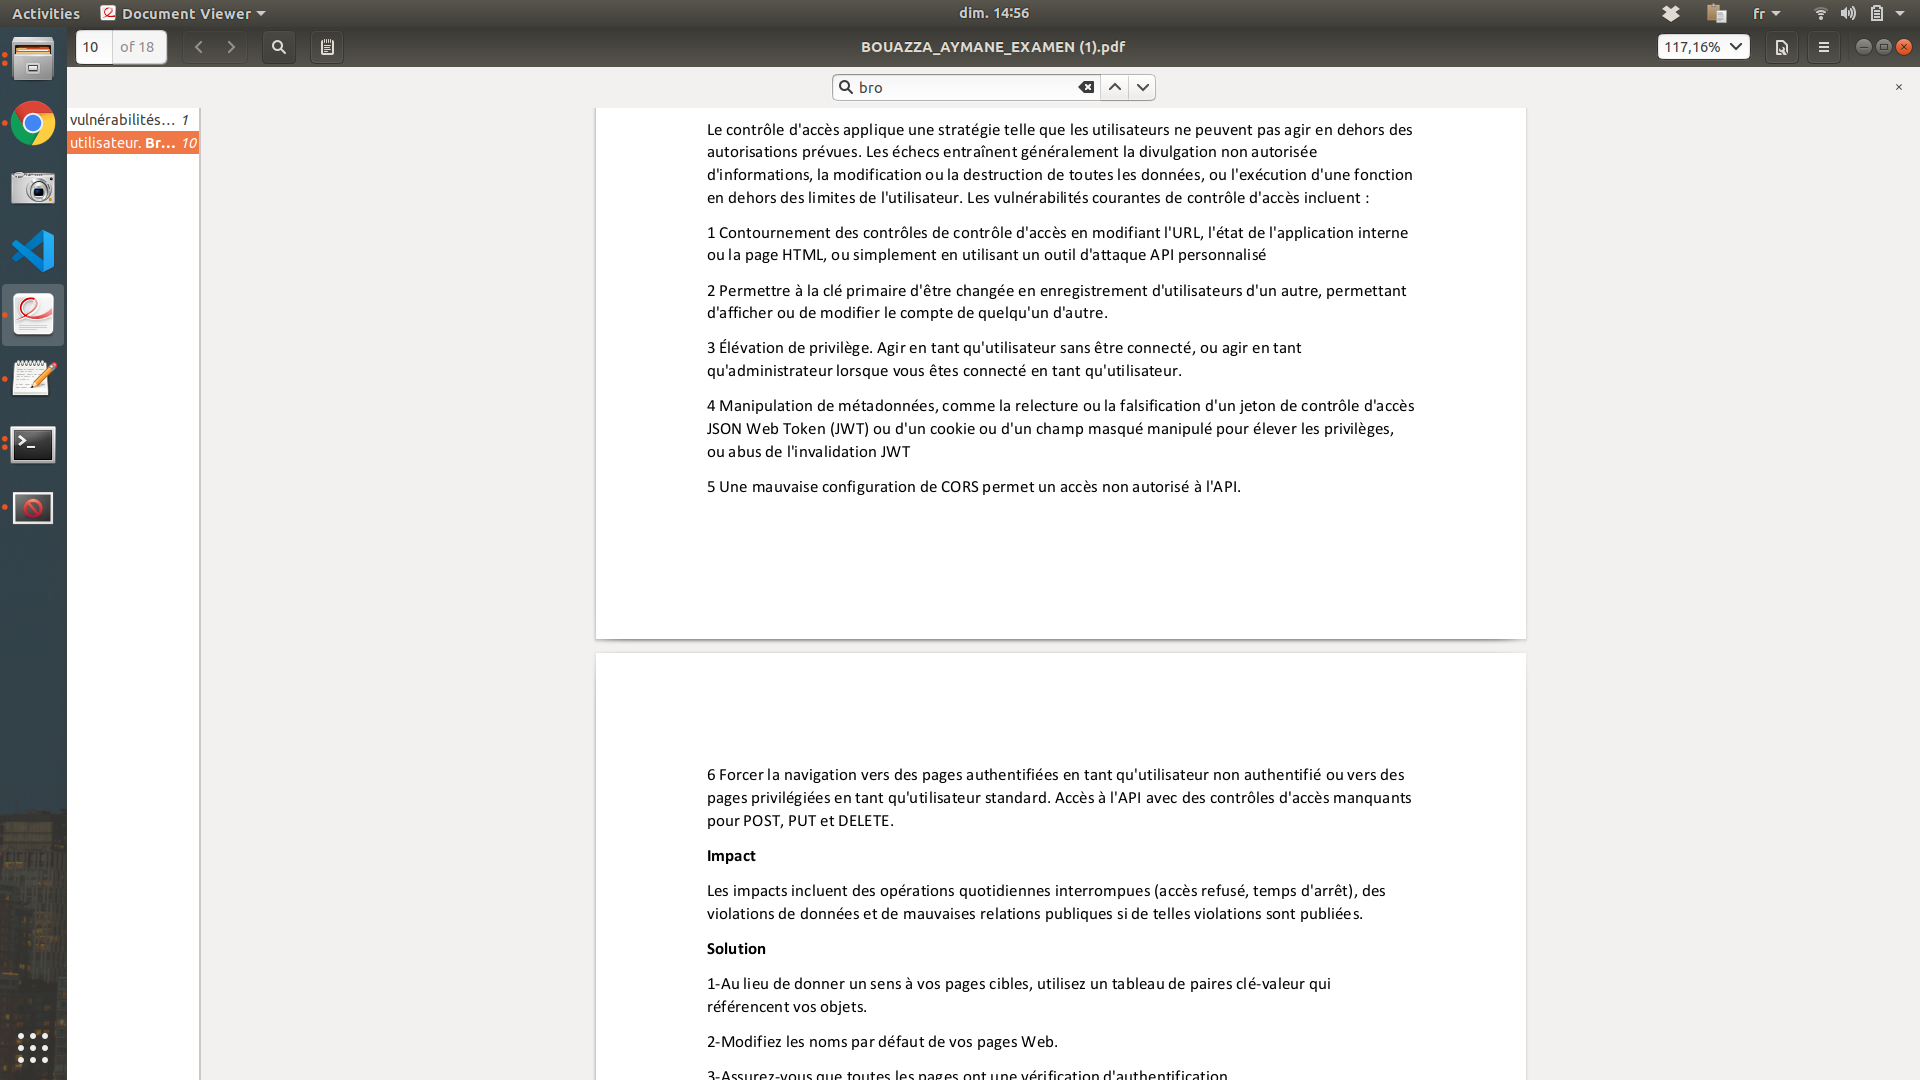 Activities
Document Viewer
dim. 14:56
fr
10
of 18
BOUAZZA_AYMANE_EXAMEN (1).pdf
117,16%
bro
vulnérabilités… 1
utilisateur. Br… 10
Le contrôle d'accès applique une stratégie telle que les utilisateurs ne peuvent pas agir en dehors des
autorisations prévues. Les échecs entraînent généralement la divulgation non autorisée
d'informations, la modification ou la destruction de toutes les données, ou l'exécution d'une fonction
en dehors des limites de l'utilisateur. Les vulnérabilités courantes de contrôle d'accès incluent :
1 Contournement des contrôles de contrôle d'accès en modifiant l'URL, l'état de l'application interne
ou la page HTML, ou simplement en utilisant un outil d'attaque API personnalisé
2 Permettre à la clé primaire d'être changée en enregistrement d'utilisateurs d'un autre, permettant
d'afficher ou de modifier le compte de quelqu'un d'autre.
3 Élévation de privilège. Agir en tant qu'utilisateur sans être connecté, ou agir en tant
qu'administrateur lorsque vous êtes connecté en tant qu'utilisateur.
4 Manipulation de métadonnées, comme la relecture ou la falsification d'un jeton de contrôle d'accès
JSON Web Token (JWT) ou d'un cookie ou d'un champ masqué manipulé pour élever les privilèges,
ou abus de l'invalidation JWT
5 Une mauvaise configuration de CORS permet un accès non autorisé à l'API.
6 Forcer la navigation vers des pages authentifiées en tant qu'utilisateur non authentifié ou vers des
pages privilégiées en tant qu'utilisateur standard. Accès à l'API avec des contrôles d'accès manquants
pour POST, PUT et DELETE.
Impact
Les impacts incluent des opérations quotidiennes interrompues (accès refusé, temps d'arrêt), des
violations de données et de mauvaises relations publiques si de telles violations sont publiées.
Solution
1-Au lieu de donner un sens à vos pages cibles, utilisez un tableau de paires clé-valeur qui
référencent vos objets.
2-Modifiez les noms par défaut de vos pages Web.
3-Assurez-vous que toutes les pages ont une vérification d'authentification